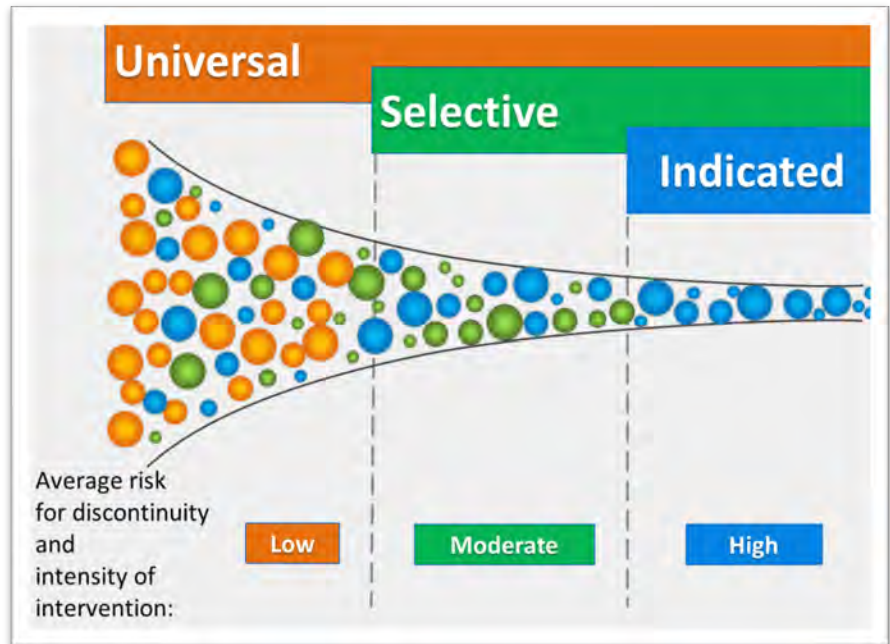 Universal
Selective
Indicated
Average risk
for discontinuity
and
intensity of
intervention:
Low
Moderate
High